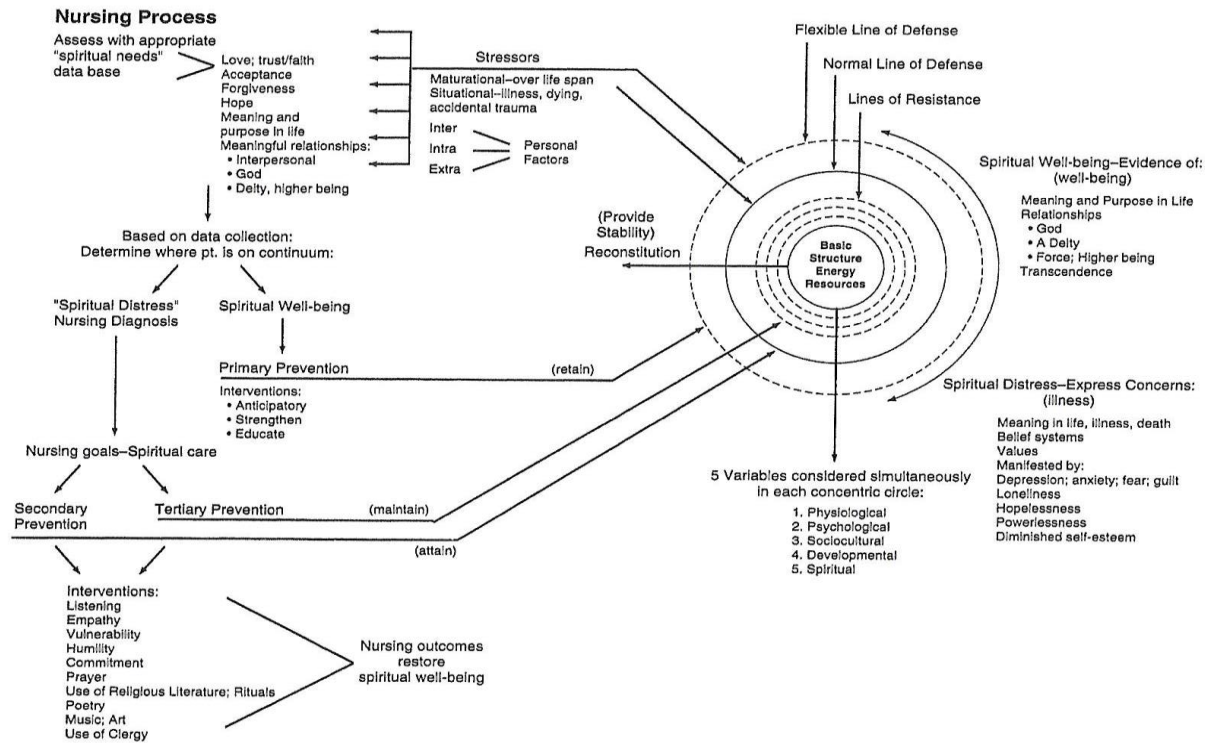 Nursing Process
Assess with appropriate
"spiritual needs"
data base
Love; trust/faith
Acceptance
Forgiveness
Hope
Meaning and
purpose in life
Meaningful relationships:
• Interpersonal
• God
• Deity, higher being
Stressors
Maturational–over life span
Situational–illness, dying,
accidental trauma
Inter
Intra
Extra
Personal
Factors
Based on data collection:
Determine where pt. is on continuum:
"Spiritual Distress"
Nursing Diagnosis
Spiritual Well-being
Primary Prevention
(retain)
Interventions:
• Anticipatory
• Strengthen
• Educate
Nursing goals–Spiritual care
Secondary
Prevention
Tertiary Prevention
(maintain)
(attain)
Interventions:
Listening
Empathy
Vulnerability
Humility
Commitment
Prayer
Use of Religious Literature; Rituals
Poetry
Music; Art
Use of Clergy
Nursing outcomes
restore
spiritual well-being
Flexible Line of Defense
Normal Line of Defense
Lines of Resistance
(Provide
Stability)
Reconstitution
Basic
Structure
Energy
Resources
Spiritual Well-being–Evidence of:
(well-being)
Meaning and Purpose in Life
Relationships
• God
• A Deity
• Force; Higher being
Transcendence
Spiritual Distress–Express Concerns:
(illness)
Meaning in life, illness, death
Belief systems
Values
Manifested by:
Depression; anxiety; fear; guilt
Loneliness
Hopelessness
Powerlessness
Diminished self-esteem
5 Variables considered simultaneously
in each concentric circle:
1. Physiological
2. Psychological
3. Sociocultural
4. Developmental
5. Spiritual